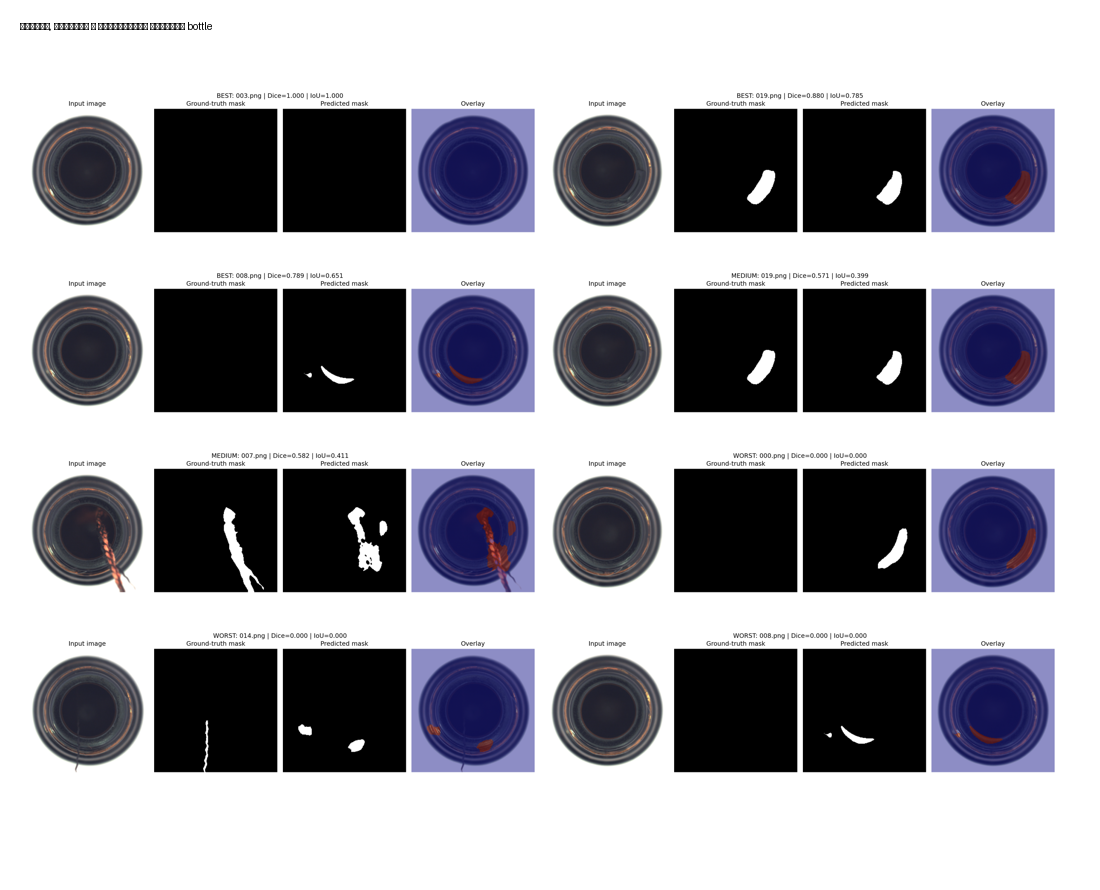 bottle
BEST: 003.png | Dice=1.000 | IoU=1.000
Input image Ground-truth mask Predicted mask Overlay
BEST: 019.png | Dice=0.880 | IoU=0.785
Input image Ground-truth mask Predicted mask Overlay
BEST: 008.png | Dice=0.789 | IoU=0.651
Input image Ground-truth mask Predicted mask Overlay
MEDIUM: 019.png | Dice=0.571 | IoU=0.399
Input image Ground-truth mask Predicted mask Overlay
MEDIUM: 007.png | Dice=0.582 | IoU=0.411
Input image Ground-truth mask Predicted mask Overlay
WORST: 000.png | Dice=0.000 | IoU=0.000
Input image Ground-truth mask Predicted mask Overlay
WORST: 014.png | Dice=0.000 | IoU=0.000
Input image Ground-truth mask Predicted mask Overlay
WORST: 008.png | Dice=0.000 | IoU=0.000
Input image Ground-truth mask Predicted mask Overlay